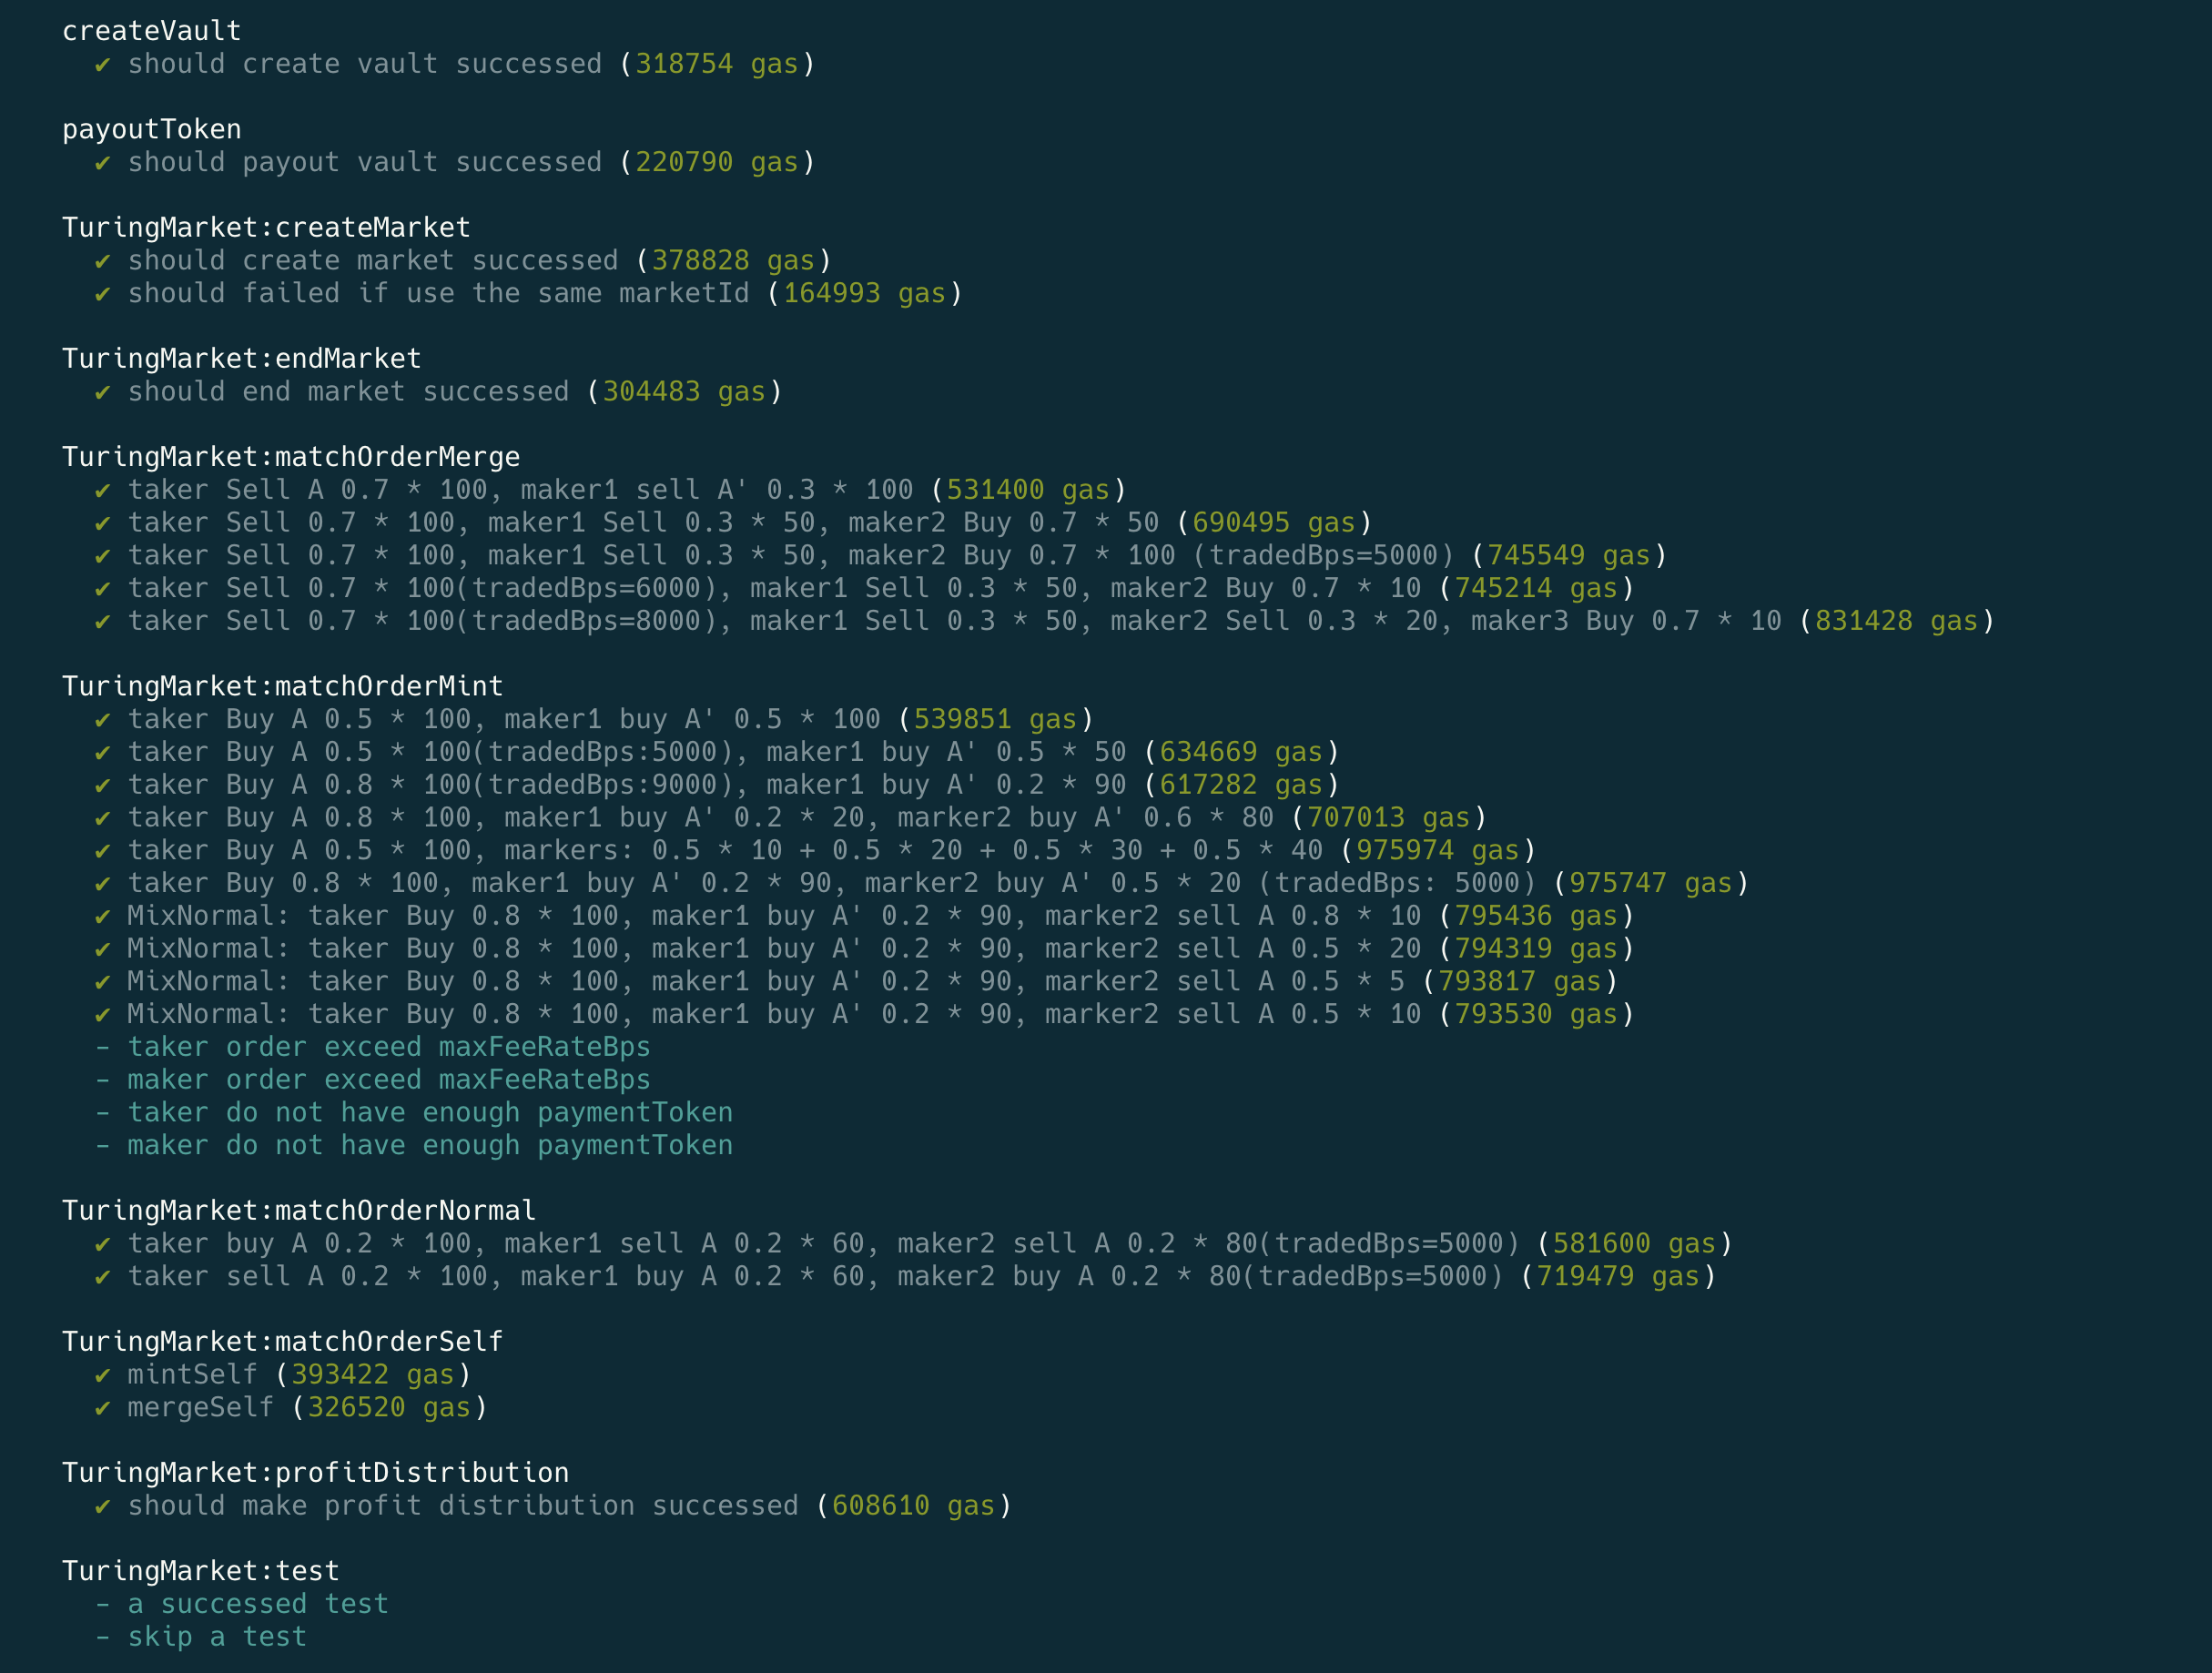 createVault
✔ should create vault successed (318754 gas)
payoutToken
✔ should payout vault successed (220790 gas)
TuringMarket:createMarket
✔ should create market successed (378828 gas)
✔ should failed if use the same marketId (164993 gas)
TuringMarket:endMarket
✔ should end market successed (304483 gas)
TuringMarket:matchOrderMerge
✔ taker Sell A 0.7 * 100, maker1 sell A' 0.3 * 100 (531400 gas)
✔ taker Sell 0.7 * 100, maker1 Sell 0.3 * 50, maker2 Buy 0.7 * 50 (690495 gas)
✔ taker Sell 0.7 * 100, maker1 Sell 0.3 * 50, maker2 Buy 0.7 * 100 (tradedBps=5000) (745549 gas)
✔ taker Sell 0.7 * 100(tradedBps=6000), maker1 Sell 0.3 * 50, maker2 Buy 0.7 * 10 (745214 gas)
✔ taker Sell 0.7 * 100(tradedBps=8000), maker1 Sell 0.3 * 50, maker2 Sell 0.3 * 20, maker3 Buy 0.7 * 10 (831428 gas)
TuringMarket:matchOrderMint
✔ taker Buy A 0.5 * 100, maker1 buy A' 0.5 * 100 (539851 gas)
✔ taker Buy A 0.5 * 100(tradedBps:5000), maker1 buy A' 0.5 * 50 (634669 gas)
✔ taker Buy A 0.8 * 100(tradedBps:9000), maker1 buy A' 0.2 * 90 (617282 gas)
✔ taker Buy A 0.8 * 100, maker1 buy A' 0.2 * 20, marker2 buy A' 0.6 * 80 (707013 gas)
✔ taker Buy A 0.5 * 100, markers: 0.5 * 10 + 0.5 * 20 + 0.5 * 30 + 0.5 * 40 (975974 gas)
✔ taker Buy 0.8 * 100, maker1 buy A' 0.2 * 90, marker2 buy A' 0.5 * 20 (tradedBps: 5000) (975747 gas)
✔ MixNormal: taker Buy 0.8 * 100, maker1 buy A' 0.2 * 90, marker2 sell A 0.8 * 10 (795436 gas)
✔ MixNormal: taker Buy 0.8 * 100, maker1 buy A' 0.2 * 90, marker2 sell A 0.5 * 20 (794319 gas)
✔ MixNormal: taker Buy 0.8 * 100, maker1 buy A' 0.2 * 90, marker2 sell A 0.5 * 5 (793817 gas)
✔ MixNormal: taker Buy 0.8 * 100, maker1 buy A' 0.2 * 90, marker2 sell A 0.5 * 10 (793530 gas)
- taker order exceed maxFeeRateBps
- maker order exceed maxFeeRateBps
- taker do not have enough paymentToken
- maker do not have enough paymentToken
TuringMarket:matchOrderNormal
✔ taker buy A 0.2 * 100, maker1 sell A 0.2 * 60, maker2 sell A 0.2 * 80(tradedBps=5000) (581600 gas)
✔ taker sell A 0.2 * 100, maker1 buy A 0.2 * 60, maker2 buy A 0.2 * 80(tradedBps=5000) (719479 gas)
TuringMarket:matchOrderSelf
✔ mintSelf (393422 gas)
✔ mergeSelf (326520 gas)
TuringMarket:profitDistribution
✔ should make profit distribution successed (608610 gas)
TuringMarket:test
- a successed test
- skip a test